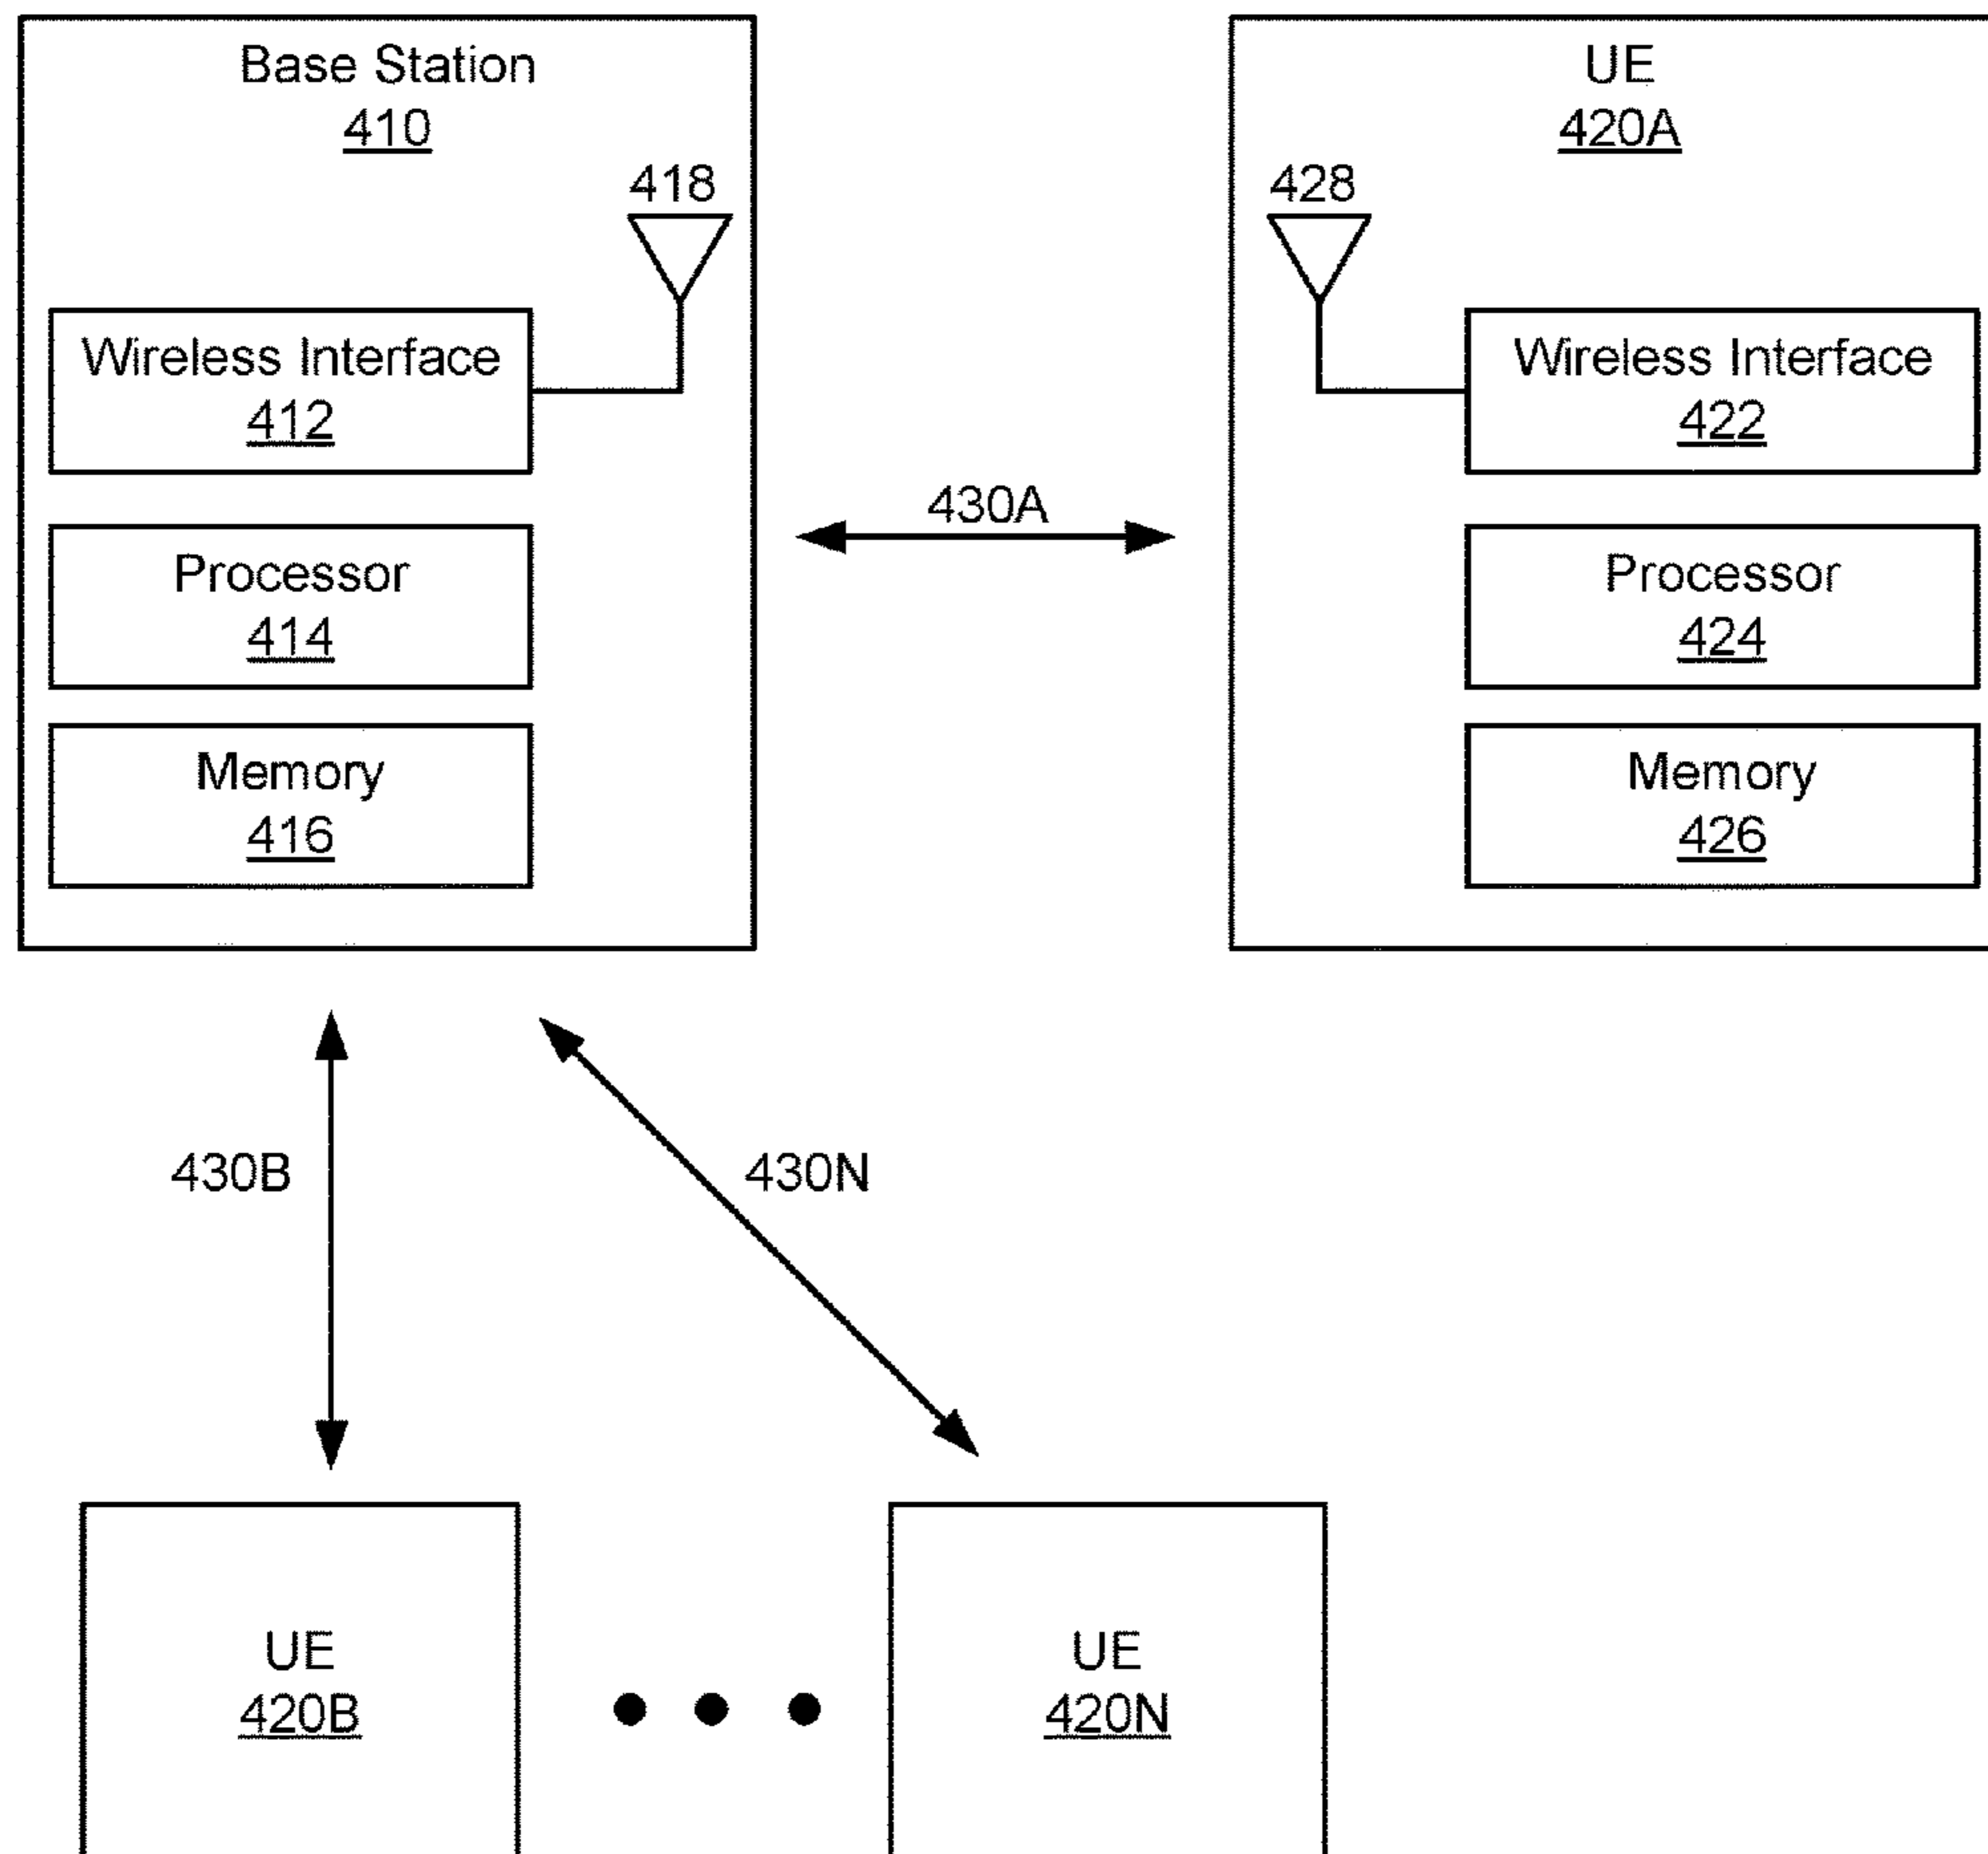 Base Station
410
418
Wireless Interface
412
Processor
414
Memory
416
UE
420A
428
Wireless Interface
422
Processor
424
Memory
426
430A
430B
430N
UE
420B
UE
420N